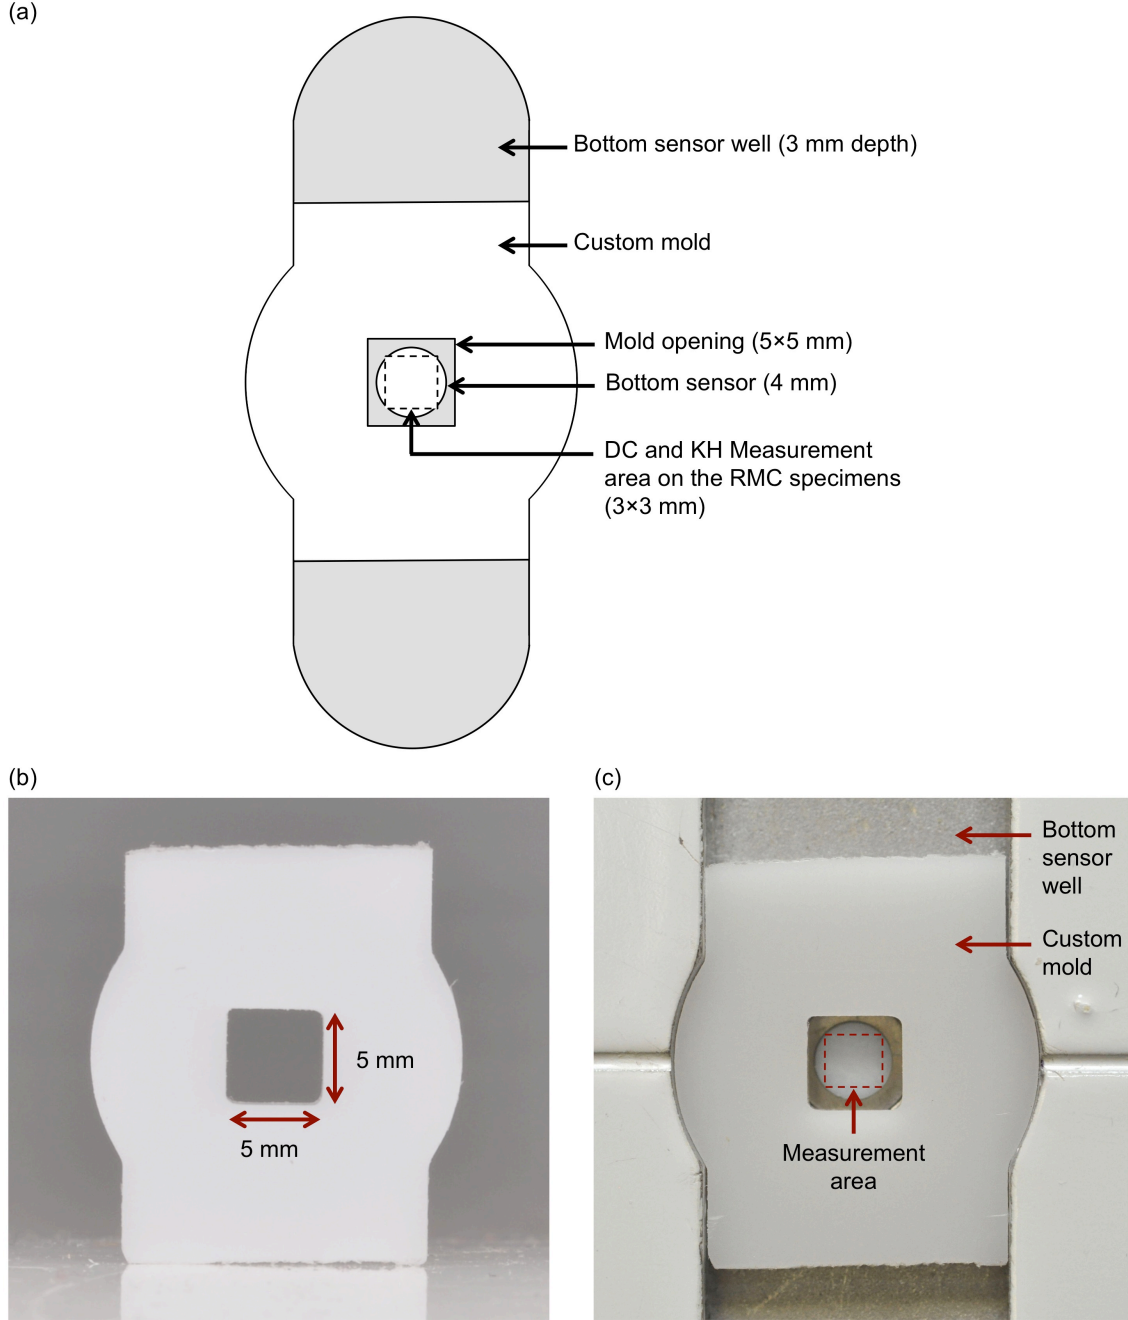 (a)
Bottom sensor well (3 mm depth)
Custom mold
Mold opening (5×5 mm)
Bottom sensor (4 mm)
DC and KH Measurement
area on the RMC specimens
(3×3 mm)
(b)
5 mm
5 mm
(c)
Bottom
sensor
well
Custom
mold
Measurement
area